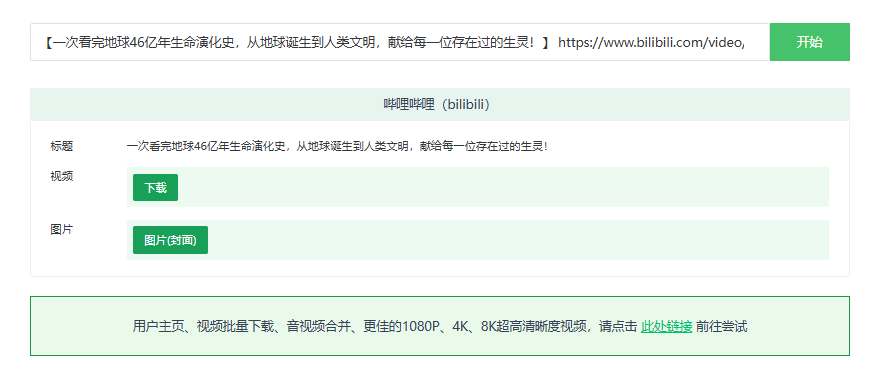 【一次看完地球46亿年生命演化史，从地球诞生到人类文明，献给每一位存在过的生灵！】 https://www.bilibili.com/video/
开始
哔哩哔哩（bilibili）
标题 一次看完地球46亿年生命演化史，从地球诞生到人类文明，献给每一位存在过的生灵！
视频
下载
图片
图片(封面)
用户主页、视频批量下载、音视频合并、更佳的1080P、4K、8K超高清晰度视频，请点击 此处链接 前往尝试